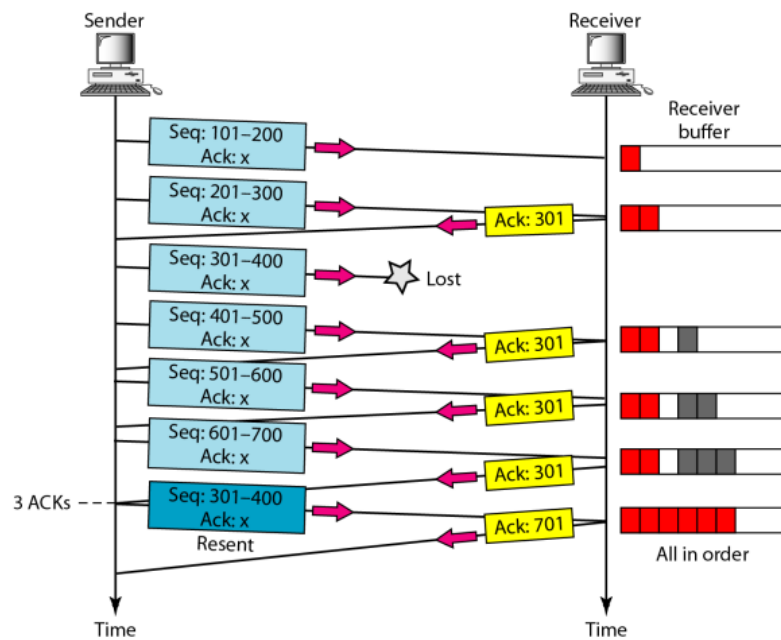 Sender
Receiver
Receiver
buffer
Seq: 101–200
Ack: x
Seq: 201–300
Ack: x
Ack: 301
Seq: 301–400
Ack: x
Lost
Seq: 401–500
Ack: x
Ack: 301
Seq: 501–600
Ack: x
Ack: 301
Seq: 601–700
Ack: x
Ack: 301
3 ACKs
Seq: 301–400
Ack: x
Resent
Ack: 701
All in order
Time
Time